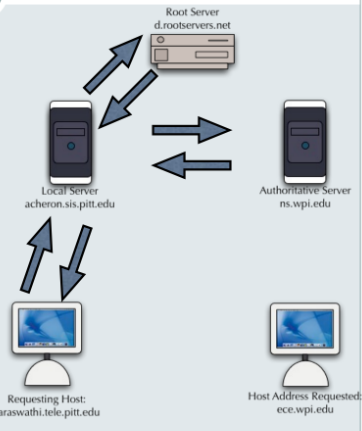 Root Server
d.rootservers.net
Local Server
acheron.sis.pitt.edu
Authoritative Server
ns.wpi.edu
Requesting Host:
araswathi.tele.pitt.edu
Host Address Requested:
ece.wpi.edu